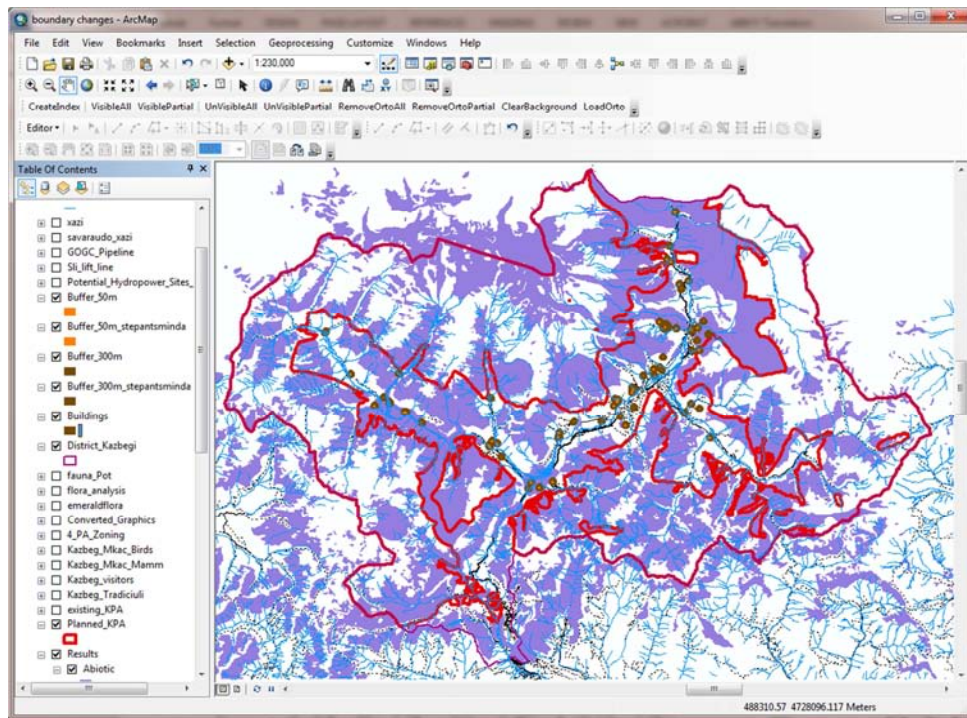 boundary changes - ArcMap
File Edit View Bookmarks Insert Selection Geoprocessing Customize Windows Help
1:230,000
CreateIndex VisibleAll VisiblePartial UnVisibleAll UnVisiblePartial RemoveOrtoAll RemoveOrtoPartial ClearBackground LoadOrto
Editor
Table Of Contents
xazi
savaraudo_xazi
GOGC_Pipeline
Sli_lift_line
Potential_Hydropower_Sites_
Buffer_50m
Buffer_50m_stepantsminda
Buffer_300m
Buffer_300m_stepantsminda
Buildings
District_Kazbegi
fauna_Pot
flora_analysis
emeraldflora
Converted_Graphics
4_PA_Zoning
Kazbeg_Mkac_Birds
Kazbeg_Mkac_Mamm
Kazbeg_visitors
Kazbeg_Tradiciuli
existing_KPA
Planned_KPA
Results
Abiotic
488310.57 4728096.117 Meters